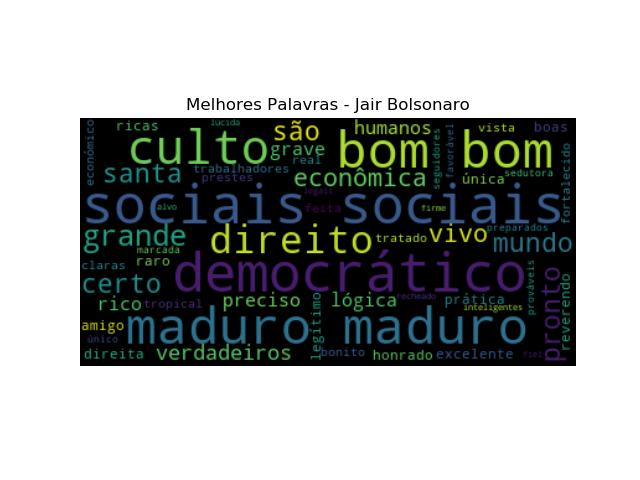 Melhores Palavras - Jair Bolsonaro
econômico
ricas
lúcida
culto
são
grave
real
humanos
bom
bom
seguidores
favorável
vista
boas
santa
trabalhadores
prestes
econômica
única
sedutora
fortalecido
sociais
sociais
alvo
legais
feita
firme
grande
marcada
raro
direito
tratado
vivo
preparados
mundo
claras
certo
democrático
rico
tropical
preciso
lógica
recheado
prática
inteligentes
prováveis
pronto
reverendo
amigo
único
maduro
maduro
legítimo
direita
verdadeiros
bonito
honrado
excelente
fiel